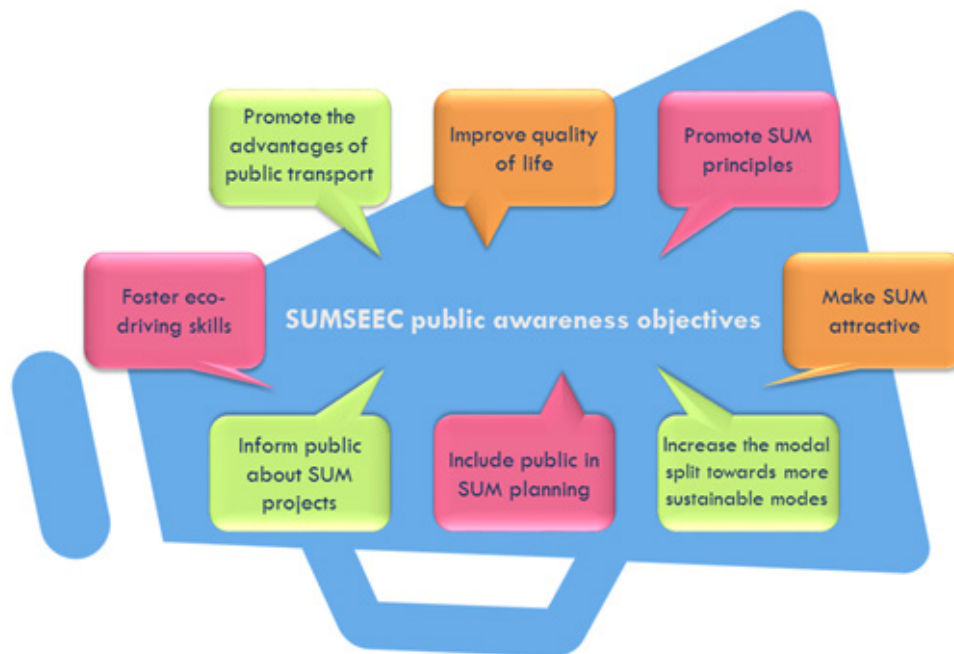 Promote the
advantages of
public transport
Improve quality
of life
Promote SUM
principles
Foster eco-
driving skills
SUMSEEC public awareness objectives
Make SUM
attractive
Inform public
about SUM
projects
Include public in
SUM planning
Increase the modal
split towards more
sustainable modes